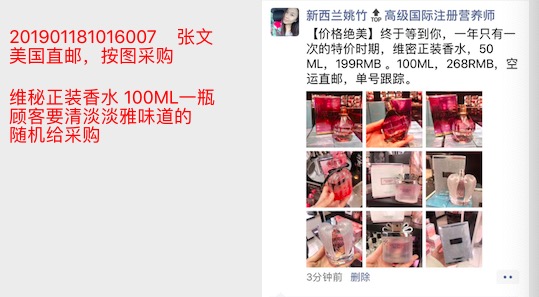 201901181016007 张文
美国直邮，按图采购
维秘正装香水 100ML一瓶
顾客要清淡淡雅味道的
随机给采购
新西兰姚竹🔝高级国际注册营养师
【价格绝美】终于等到你，一年只有一
次的特价时期，维密正装香水，50
ML，199RMB 。100ML，268RMB，空
运直邮，单号跟踪。
3分钟前 删除